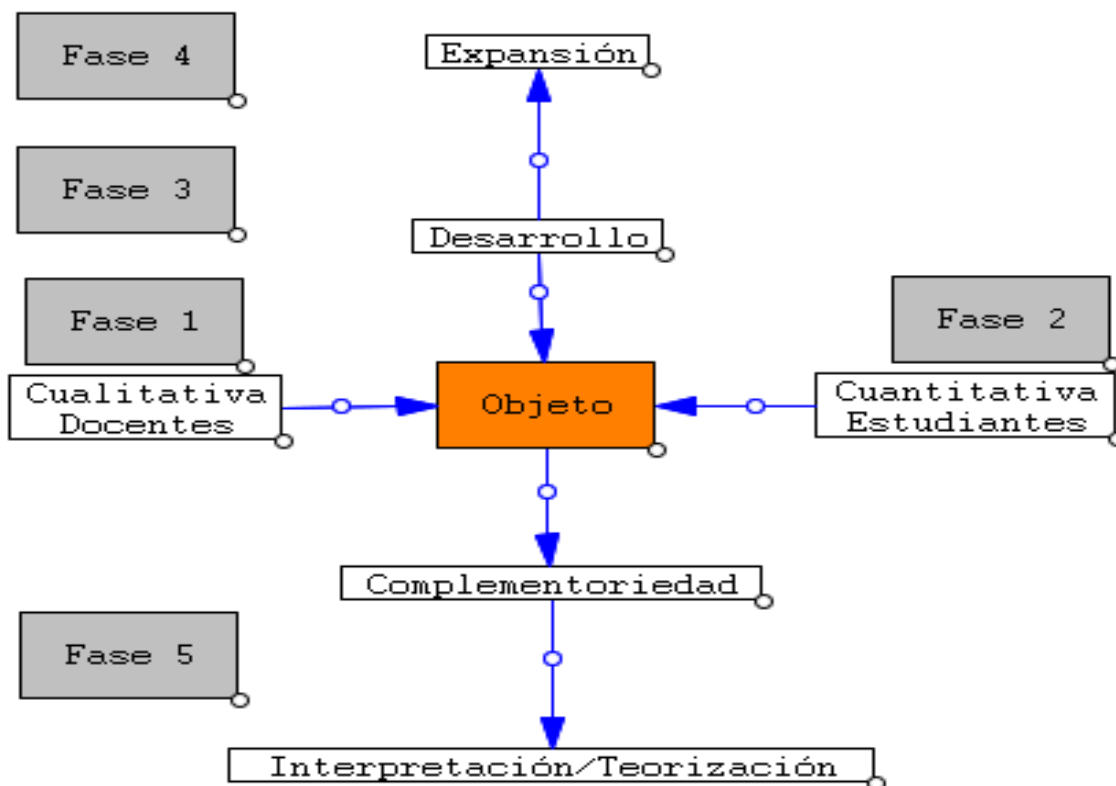 Fase 4
Expansión
Fase 3
Desarrollo
Fase 1
Fase 2
Cualitativa
Docentes
Objeto
Cuantitativa
Estudiantes
Complementoriedad
Fase 5
Interpretación/Teorización